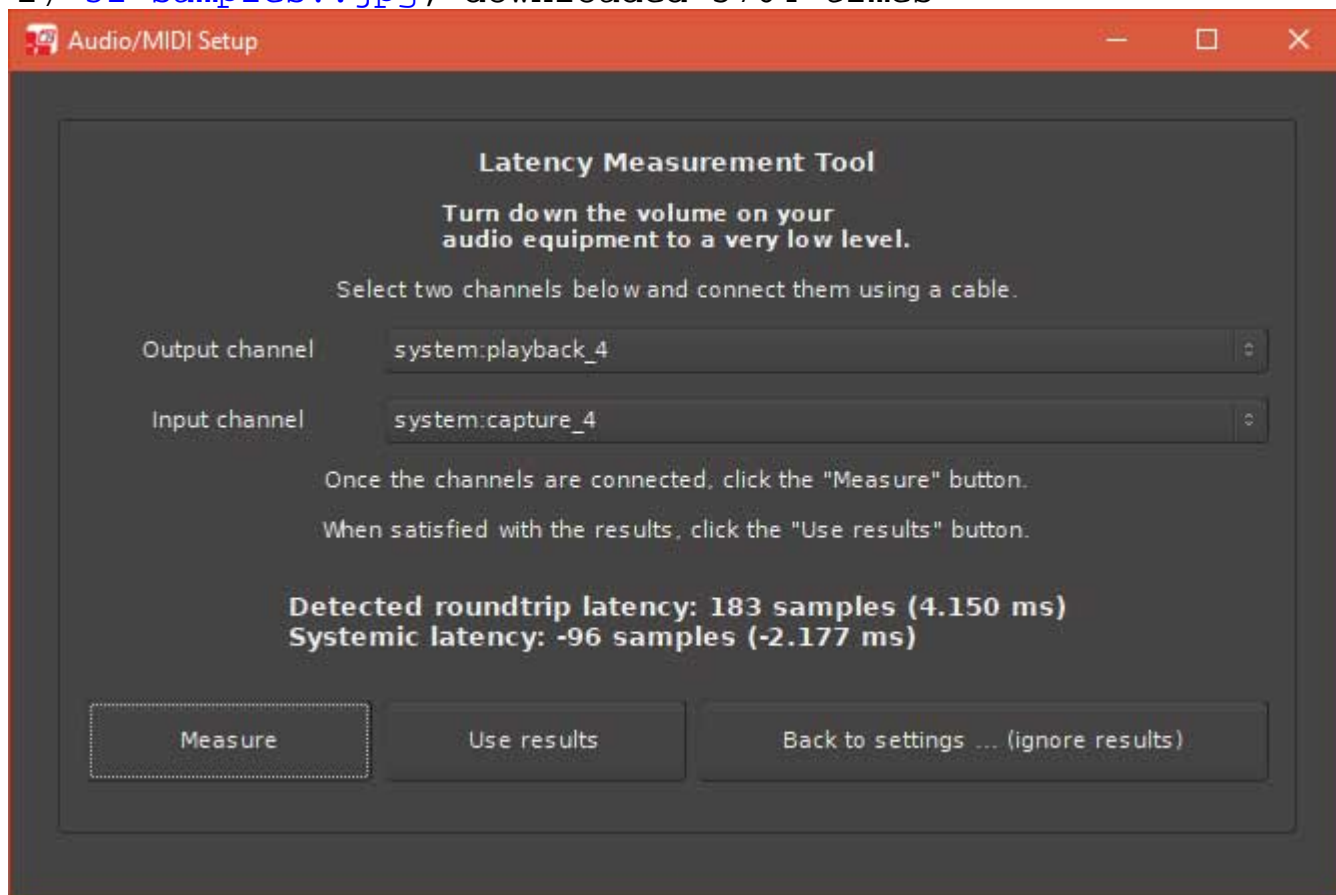 Audio/MIDI Setup
Latency Measurement Tool
Turn down the volume on your
audio equipment to a very low level.
Select two channels below and connect them using a cable.
Output channel system:playback_4
Input channel system:capture_4
Once the channels are connected, click the "Measure" button.
When satisfied with the results, click the "Use results" button.
Detected roundtrip latency: 183 samples (4.150 ms)
Systemic latency: -96 samples (-2.177 ms)
Measure Use results Back to settings ... (ignore results)